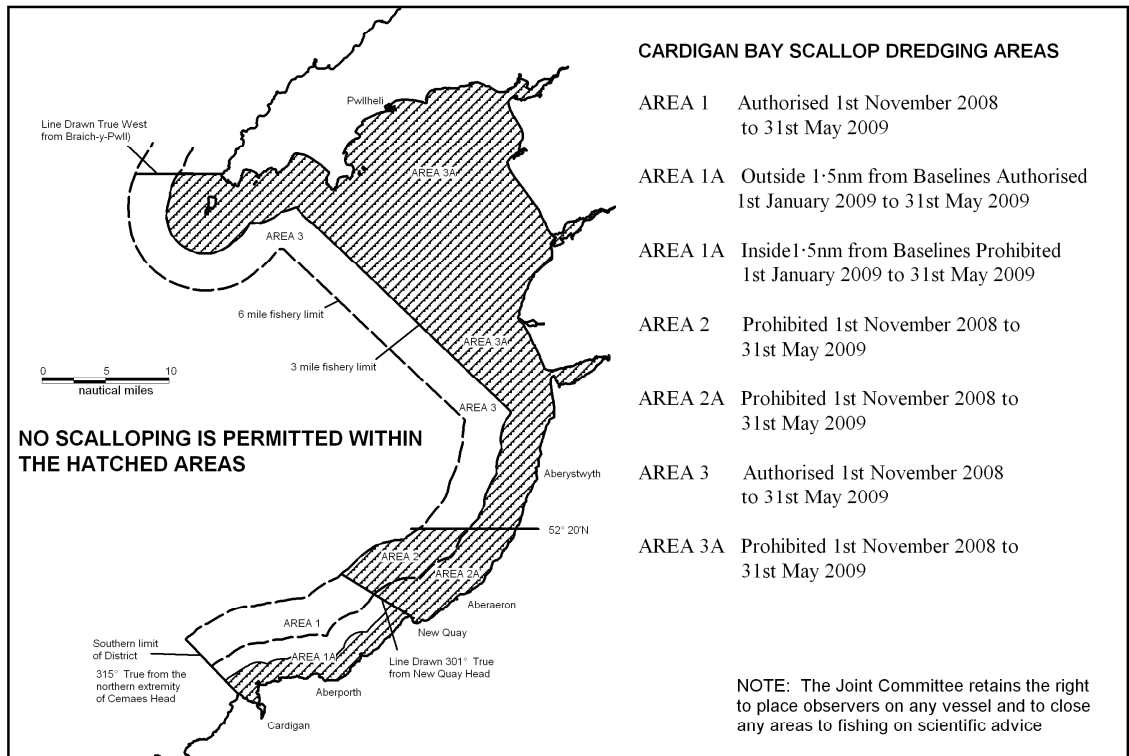 CARDIGAN BAY SCALLOP DREDGING AREAS
AREA 1 Authorised 1st November 2008
to 31st May 2009
AREA 1A Outside 1·5nm from Baselines Authorised
1st January 2009 to 31st May 2009
AREA 1A Inside1·5nm from Baselines Prohibited
1st January 2009 to 31st May 2009
AREA 2 Prohibited 1st November 2008 to
31st May 2009
AREA 2A Prohibited 1st November 2008 to
31st May 2009
AREA 3 Authorised 1st November 2008
to 31st May 2009
AREA 3A Prohibited 1st November 2008 to
31st May 2009
NOTE: The Joint Committee retains the right
to place observers on any vessel and to close
any areas to fishing on scientific advice
Pwllheli
Line Drawn True West
from Braich-y-Pwll)
AREA 3A
AREA 3
6 mile fishery limit
3 mile fishery limit
AREA 3A
0 5 10
nautical miles
AREA 3
NO SCALLOPING IS PERMITTED WITHIN
THE HATCHED AREAS
Aberystwyth
52° 20'N
AREA 2
AREA 2A
Aberaeron
AREA 1
New Quay
Southern limit
of District
315° True from the
northern extremity
of Cemaes Head
AREA 1A
Line Drawn 301° True
from New Quay Head
Aberporth
Cardigan